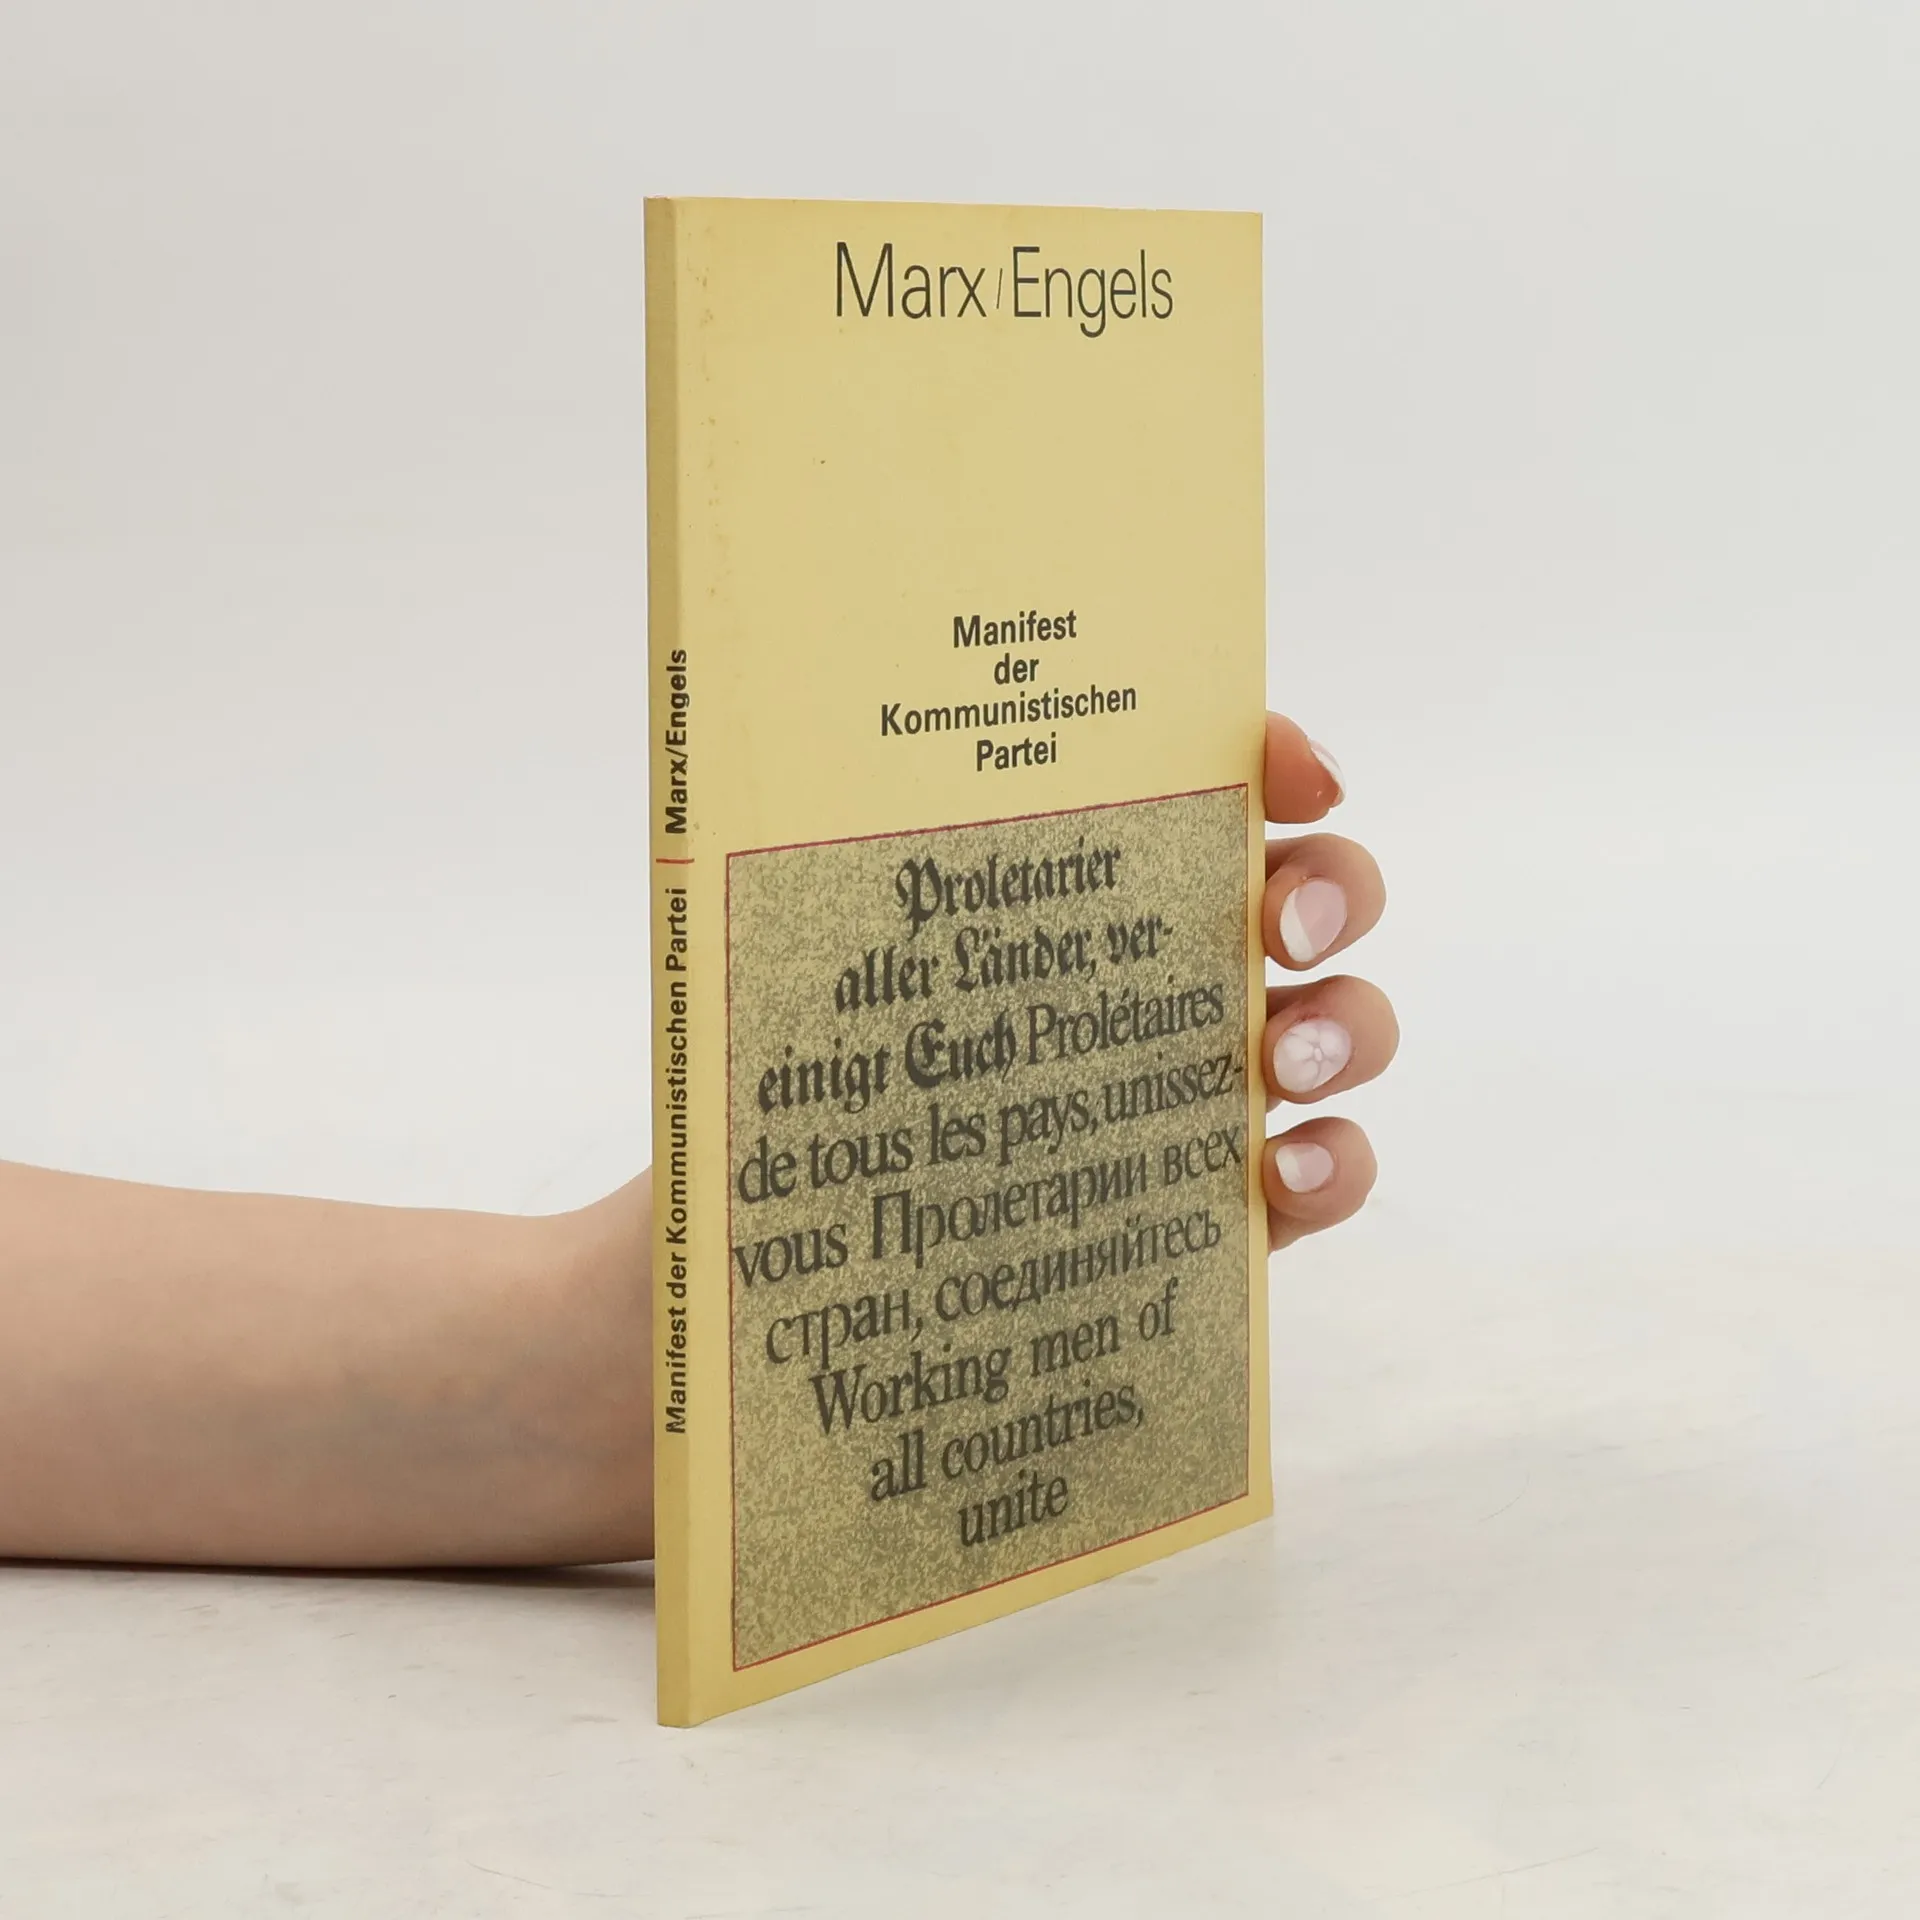 Marx/Engels
Manifest
der
Kommunistischen
Partei
Proletarier
aller Länder, ver-
einigt Euch Prolétaires
de tous les pays, unissez-
vous Пролетарии всех
стран, соединяйтесь
Working men of
all countries,
unite
Manifest der Kommunistischen Partei | Marx/Engels